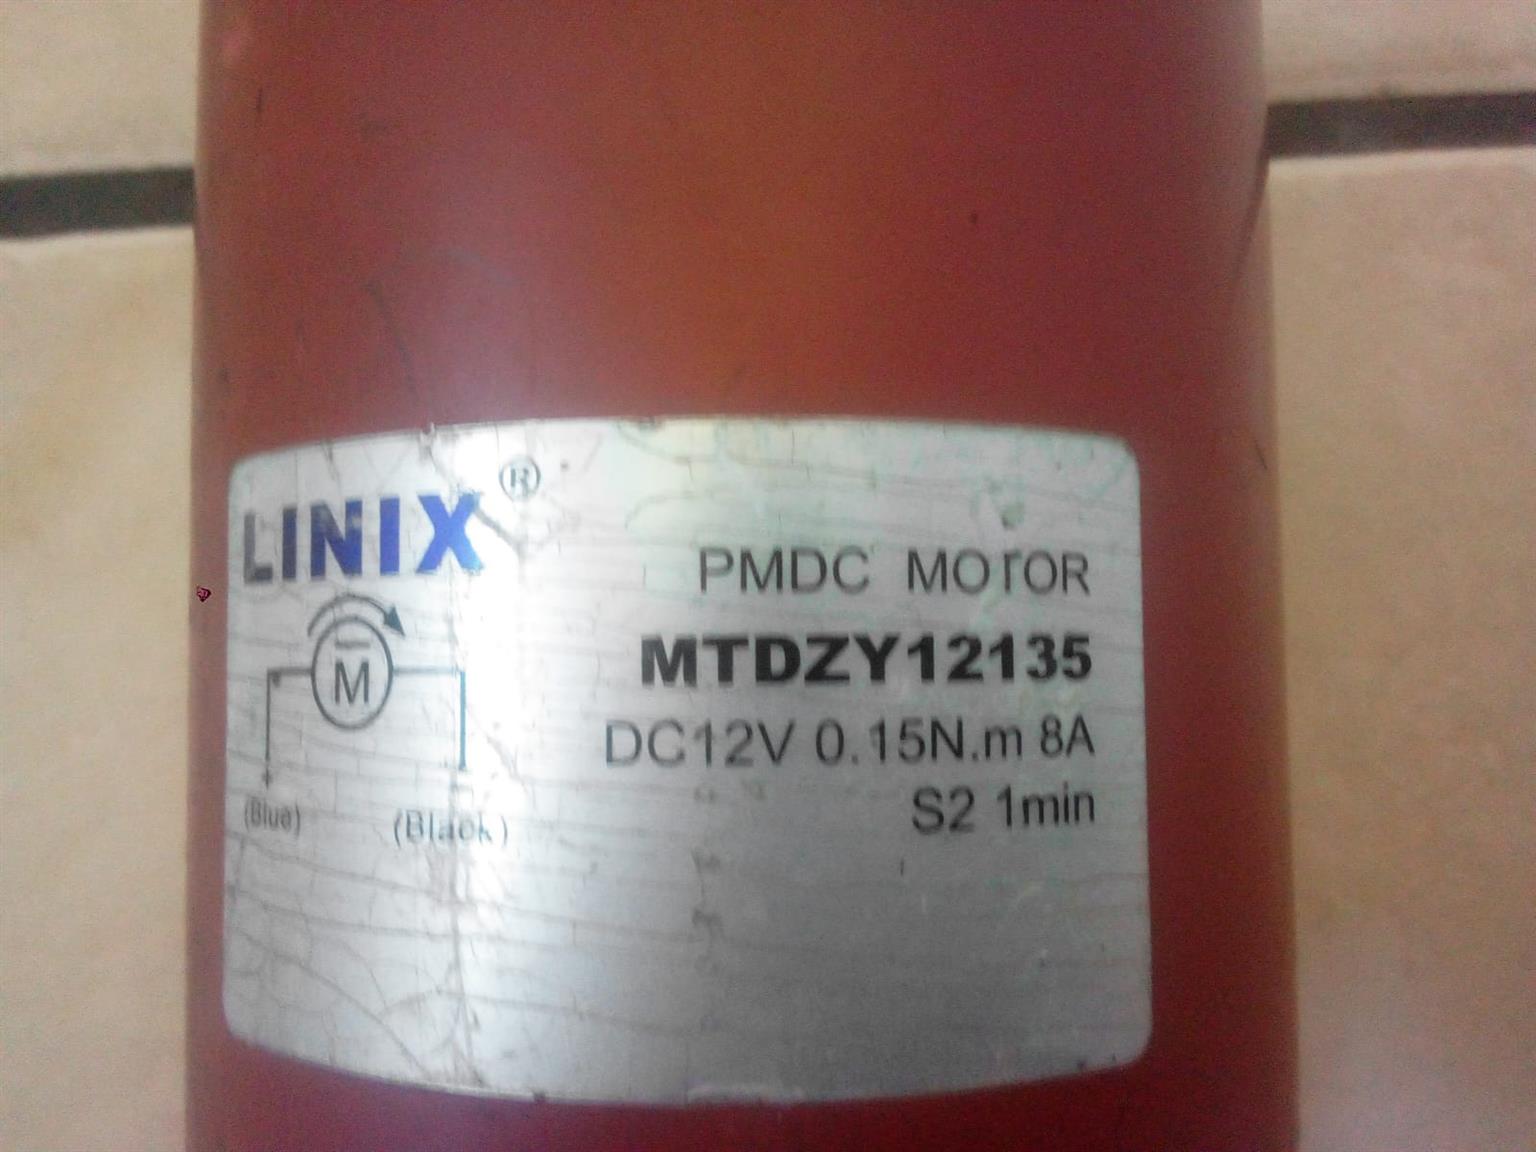 LINIX ®
PMDC MOTOR
MTDZY12135
DC12V 0.15N.m 8A
S2 1min
M
(Blue)
(Black)